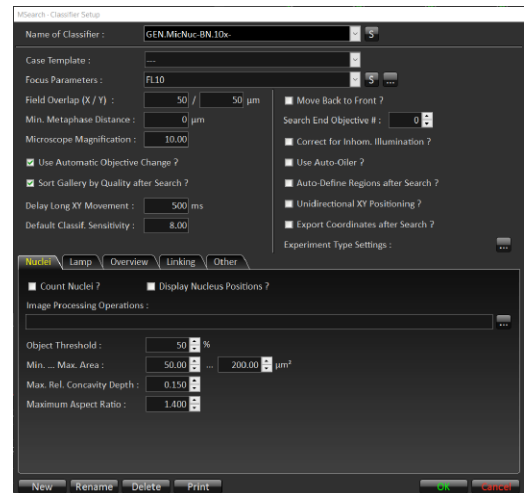 MSearch - Classifier Setup
Name of Classifier : GEN.MicNuc-BN.10x- S
Case Template : ---
Focus Parameters : FL10 S ...
Field Overlap (X / Y) : 50 / 50 µm
Move Back to Front ?
Min. Metaphase Distance : 0 µm
Search End Objective # : 0
Microscope Magnification : 10.00
Correct for Inhom. Illumination ?
Use Automatic Objective Change ?
Use Auto-Oiler ?
Sort Gallery by Quality after Search ?
Auto-Define Regions after Search ?
Delay Long XY Movement : 500 ms
Unidirectional XY Positioning ?
Default Classif. Sensitivity : 8.00
Export Coordinates after Search ?
Experiment Type Settings : ...
Nuclei Lamp Overview Linking Other
Count Nuclei ? Display Nucleus Positions ?
Image Processing Operations :
...
Object Threshold : 50 %
Min. ... Max. Area : 50.00 ... 200.00 µm²
Max. Rel. Concavity Depth : 0.150
Maximum Aspect Ratio : 1.400
New Rename Delete Print OK Cancel